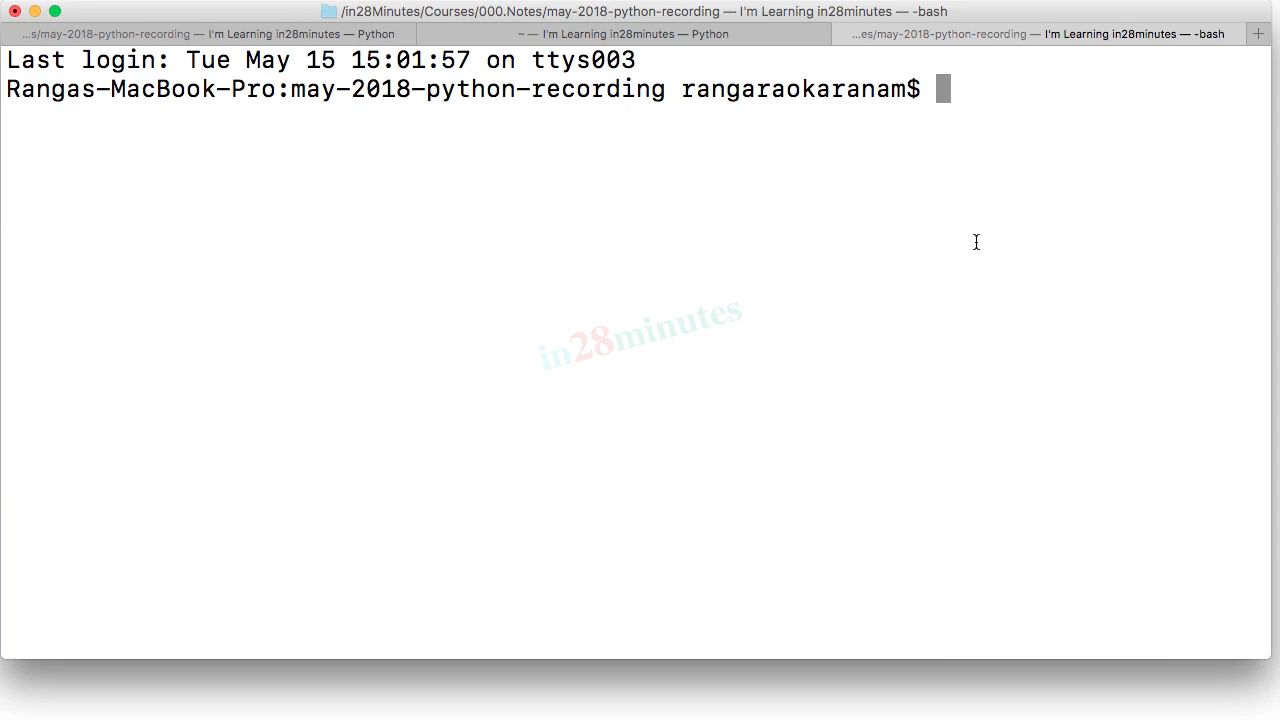 /in28Minutes/Courses/000.Notes/may-2018-python-recording — I'm Learning in28minutes — -bash
...s/may-2018-python-recording — I'm Learning in28minutes — Python
~ — I'm Learning in28minutes — Python
...es/may-2018-python-recording — I'm Learning in28minutes — -bash
Last login: Tue May 15 15:01:57 on ttys003
Rangas-MacBook-Pro:may-2018-python-recording rangaraokaranam$
in28minutes